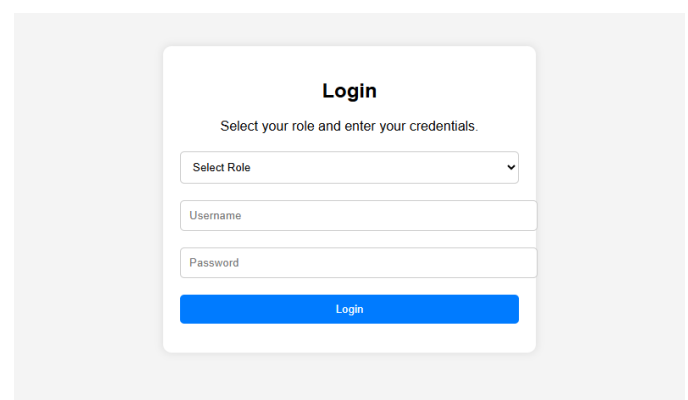 Login
Select your role and enter your credentials.
Select Role
Username
Password
Login